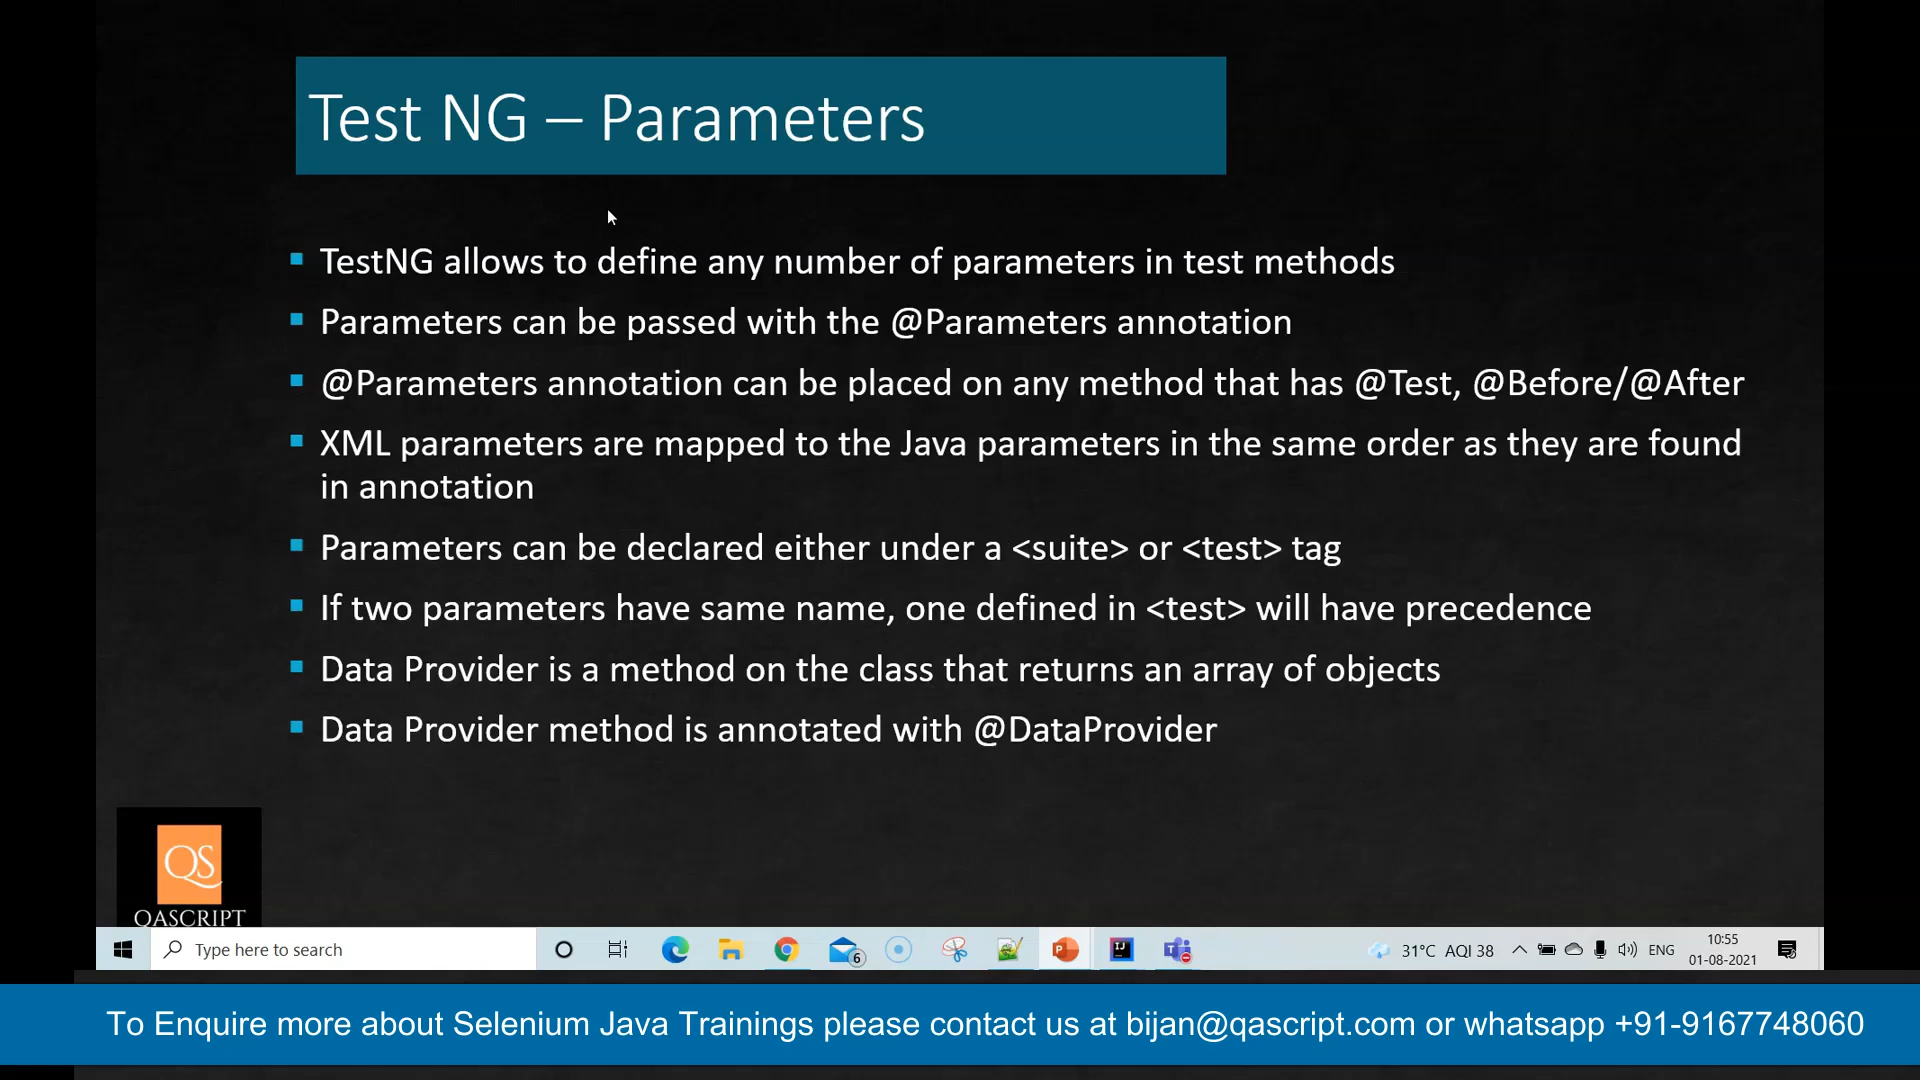 Test NG – Parameters
TestNG allows to define any number of parameters in test methods
Parameters can be passed with the @Parameters annotation
@Parameters annotation can be placed on any method that has @Test, @Before/@After
XML parameters are mapped to the Java parameters in the same order as they are found
in annotation
Parameters can be declared either under a <suite> or <test> tag
If two parameters have same name, one defined in <test> will have precedence
Data Provider is a method on the class that returns an array of objects
Data Provider method is annotated with @DataProvider
QS
QASCRIPT
Type here to search
6
P
IJ
T
31°C AQI 38
ENG
10:55
01-08-2021
To Enquire more about Selenium Java Trainings please contact us at bijan@qascript.com or whatsapp +91-9167748060